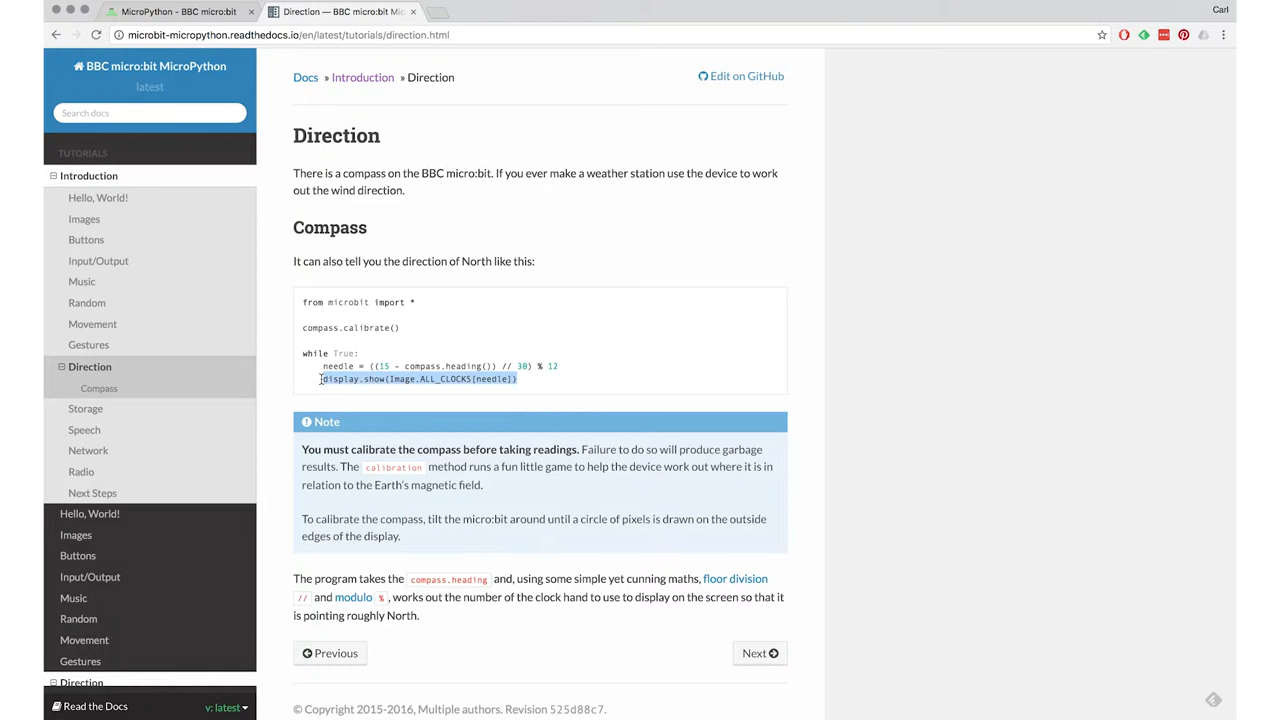 MicroPython - BBC micro:bit
Direction — BBC micro:bit Mic
Carl
microbit-micropython.readthedocs.io/en/latest/tutorials/direction.html
BBC micro:bit MicroPython
latest
Search docs
TUTORIALS
Introduction
Hello, World!
Images
Buttons
Input/Output
Music
Random
Movement
Gestures
Direction
Compass
Storage
Speech
Network
Radio
Next Steps
Hello, World!
Images
Buttons
Input/Output
Music
Random
Movement
Gestures
Direction
Read the Docs
v: latest
Docs » Introduction » Direction
Edit on GitHub
Direction
There is a compass on the BBC micro:bit. If you ever make a weather station use the device to work
out the wind direction.
Compass
It can also tell you the direction of North like this:
from microbit import *
compass.calibrate()
while True:
needle = ((15 - compass.heading()) // 30) % 12
display.show(Image.ALL_CLOCKS[needle])
Note
You must calibrate the compass before taking readings. Failure to do so will produce garbage
results. The calibration method runs a fun little game to help the device work out where it is in
relation to the Earth's magnetic field.
To calibrate the compass, tilt the micro:bit around until a circle of pixels is drawn on the outside
edges of the display.
The program takes the compass.heading and, using some simple yet cunning maths, floor division
// and modulo %, works out the number of the clock hand to use to display on the screen so that it
is pointing roughly North.
Previous
Next
© Copyright 2015-2016, Multiple authors. Revision 525d88c7.